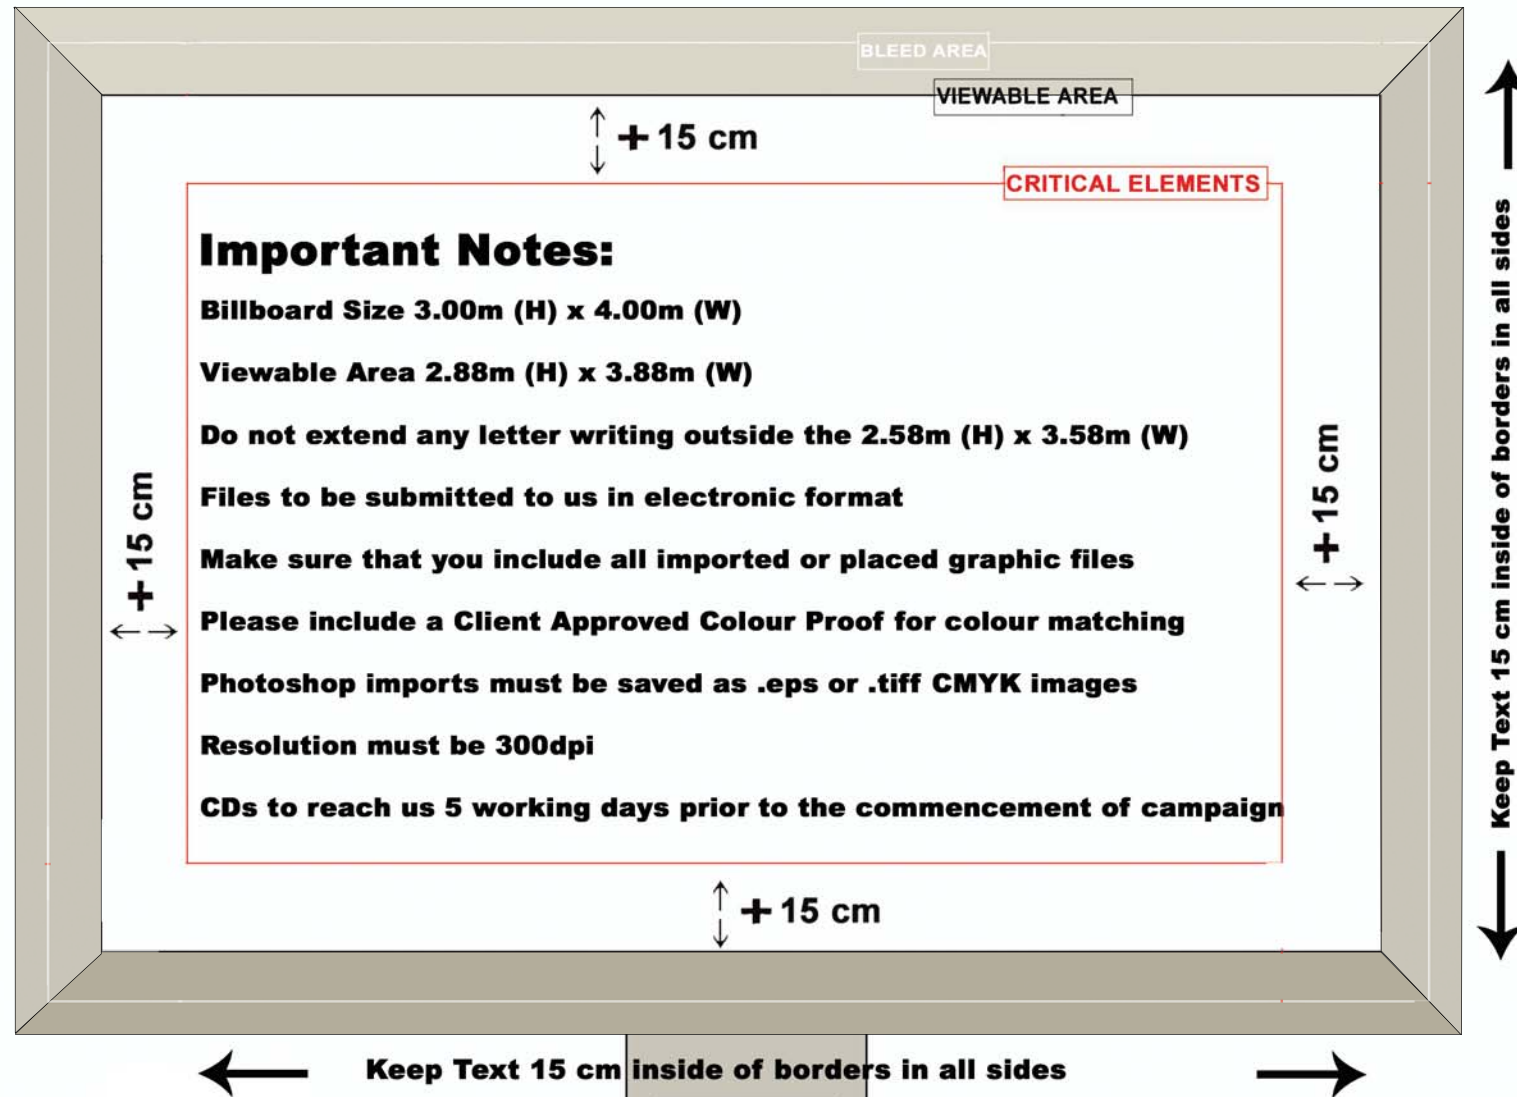 BLEED AREA
VIEWABLE AREA
+ 15 cm
CRITICAL ELEMENTS
Important Notes:
Billboard Size 3.00m (H) x 4.00m (W)
Viewable Area 2.88m (H) x 3.88m (W)
Do not extend any letter writing outside the 2.58m (H) x 3.58m (W)
Files to be submitted to us in electronic format
Make sure that you include all imported or placed graphic files
Please include a Client Approved Colour Proof for colour matching
Photoshop imports must be saved as .eps or .tiff CMYK images
Resolution must be 300dpi
CDs to reach us 5 working days prior to the commencement of campaign
+ 15 cm
+ 15 cm
+ 15 cm
Keep Text 15 cm inside of borders in all sides
Keep Text 15 cm inside of borders in all sides